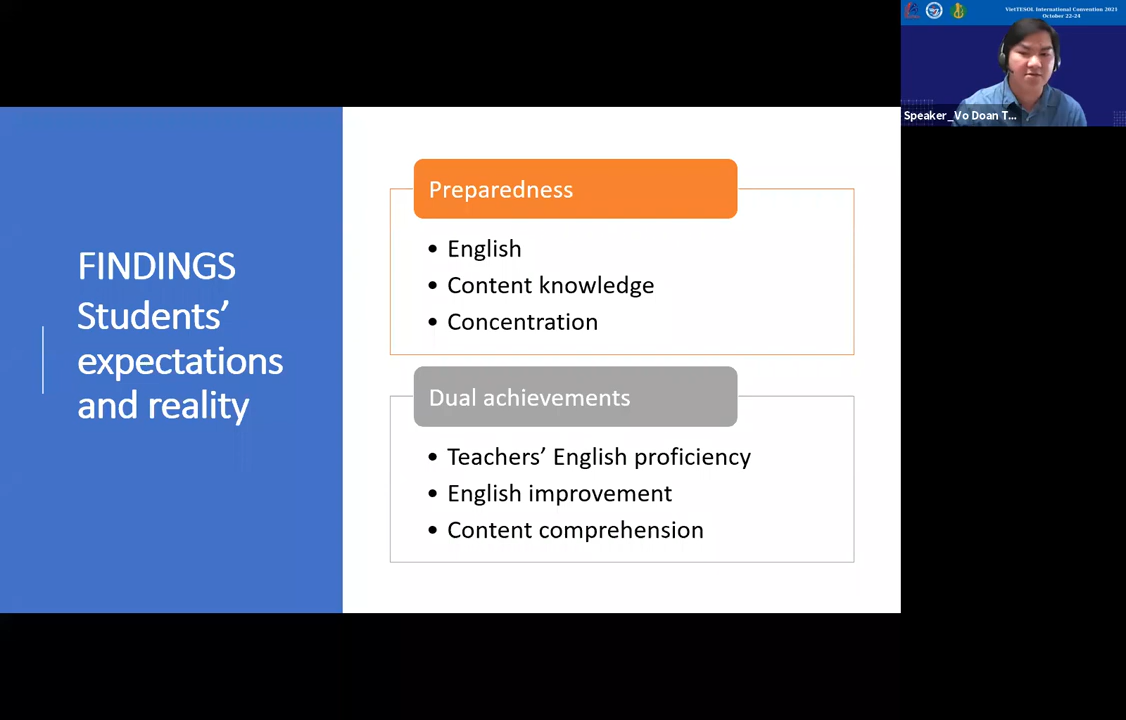 VietTESOL International Convention 2021
October 22-24
Speaker_Vo Doan T...
FINDINGS
Students’
expectations
and reality
Preparedness
• English
• Content knowledge
• Concentration
Dual achievements
• Teachers’ English proficiency
• English improvement
• Content comprehension